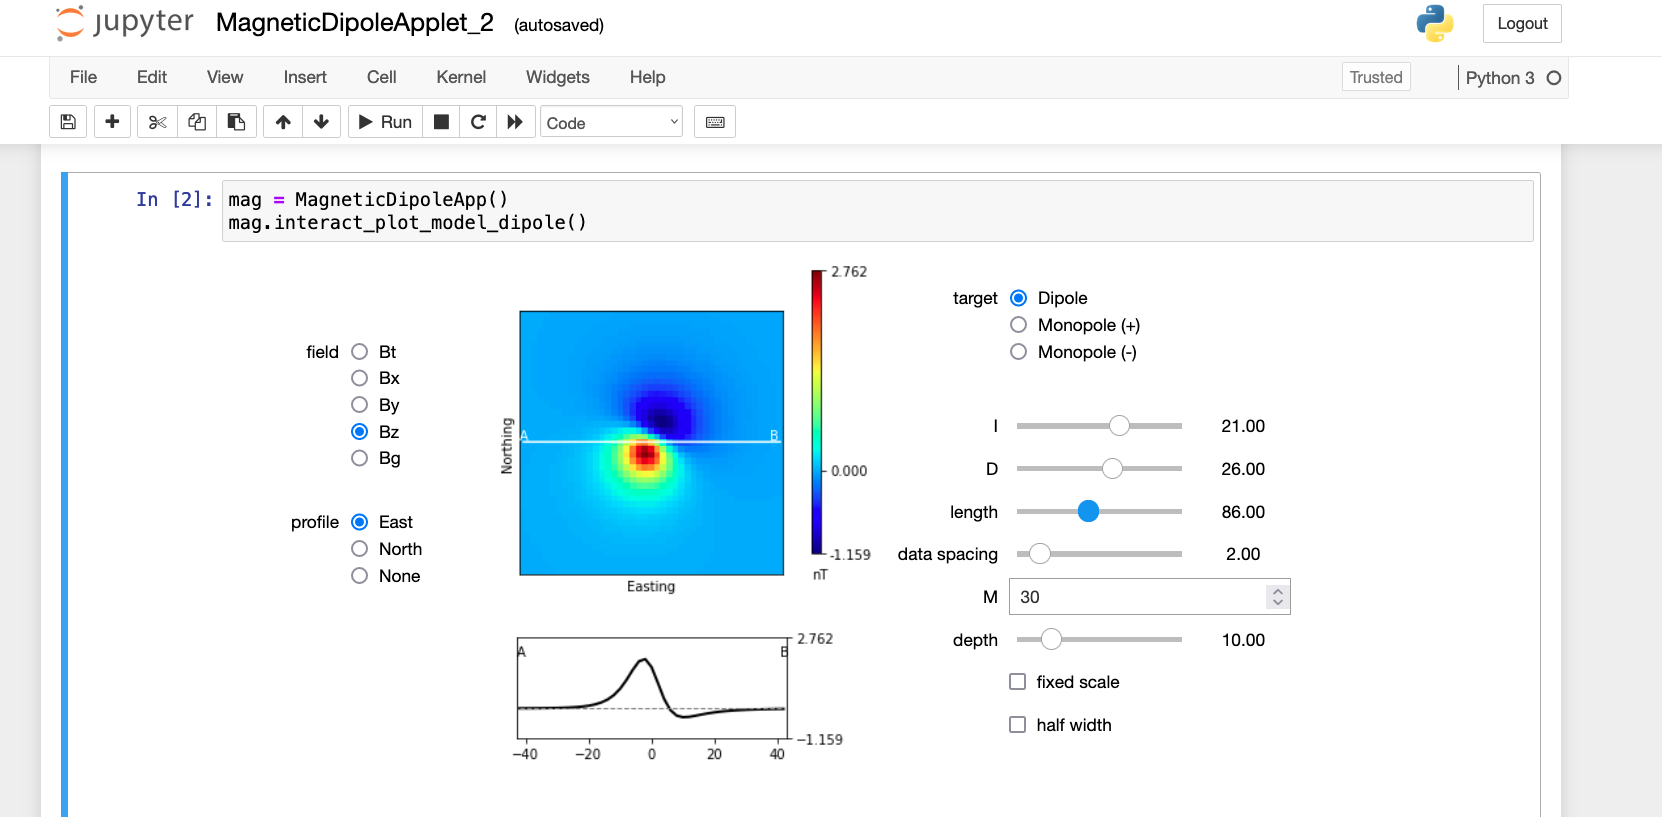 jupyter MagneticDipoleApplet_2 (autosaved) Logout
File Edit View Insert Cell Kernel Widgets Help Trusted Python 3
Run Code
In [2]: mag = MagneticDipoleApp()
mag.interact_plot_model_dipole()
field
Bt
Bx
By
Bz
Bg
profile
East
North
None
Northing
A B
Easting
2.762
0.000
-1.159
nT
A B
2.762
−1.159
−40 −20 0 20 40
target
Dipole
Monopole (+)
Monopole (-)
I 21.00
D 26.00
length 86.00
data spacing 2.00
M 30
depth 10.00
fixed scale
half width